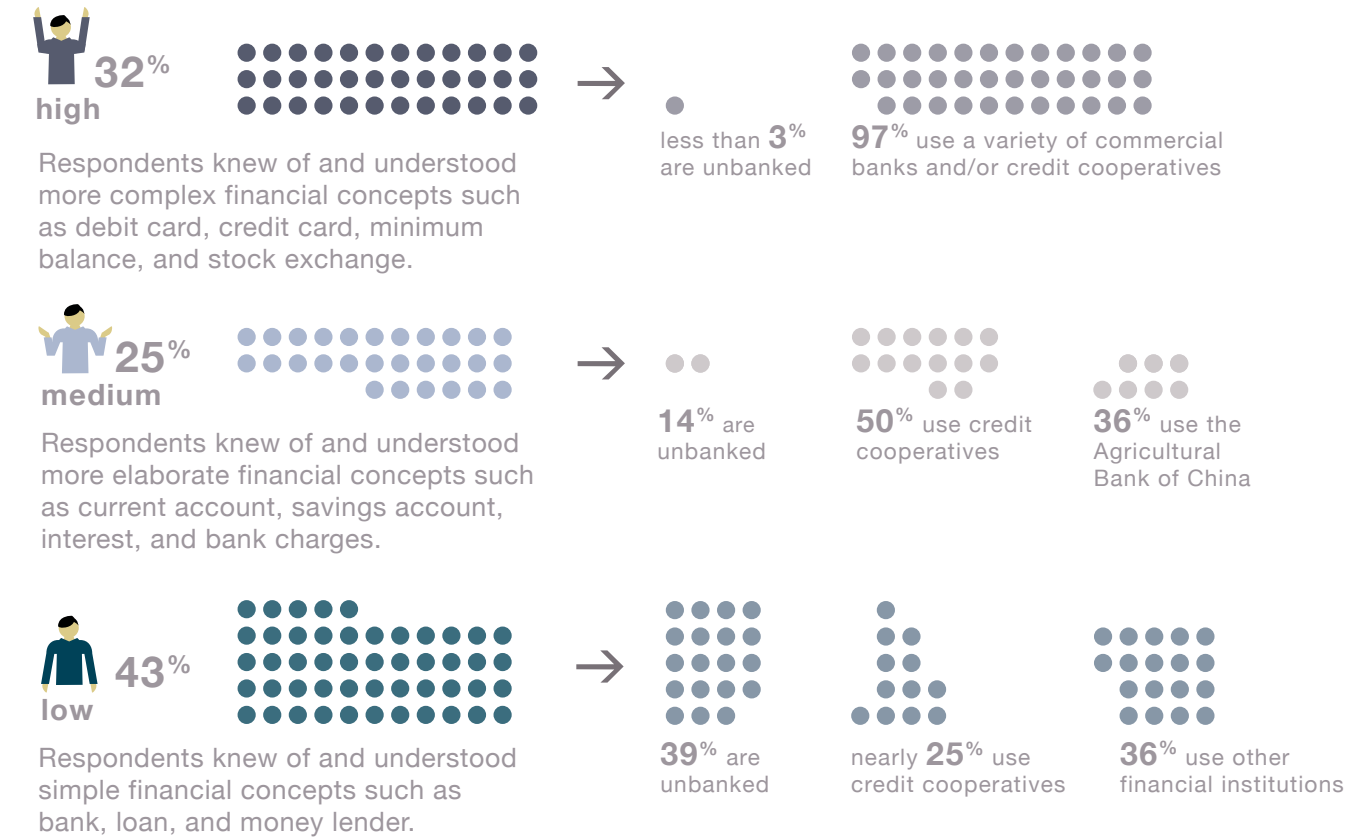 32%
high
Respondents knew of and understood
more complex financial concepts such
as debit card, credit card, minimum
balance, and stock exchange.
less than 3%
are unbanked
97% use a variety of commercial
banks and/or credit cooperatives
25%
medium
Respondents knew of and understood
more elaborate financial concepts such
as current account, savings account,
interest, and bank charges.
14% are
unbanked
50% use credit
cooperatives
36% use the
Agricultural
Bank of China
43%
low
Respondents knew of and understood
simple financial concepts such as
bank, loan, and money lender.
39% are
unbanked
nearly 25% use
credit cooperatives
36% use other
financial institutions